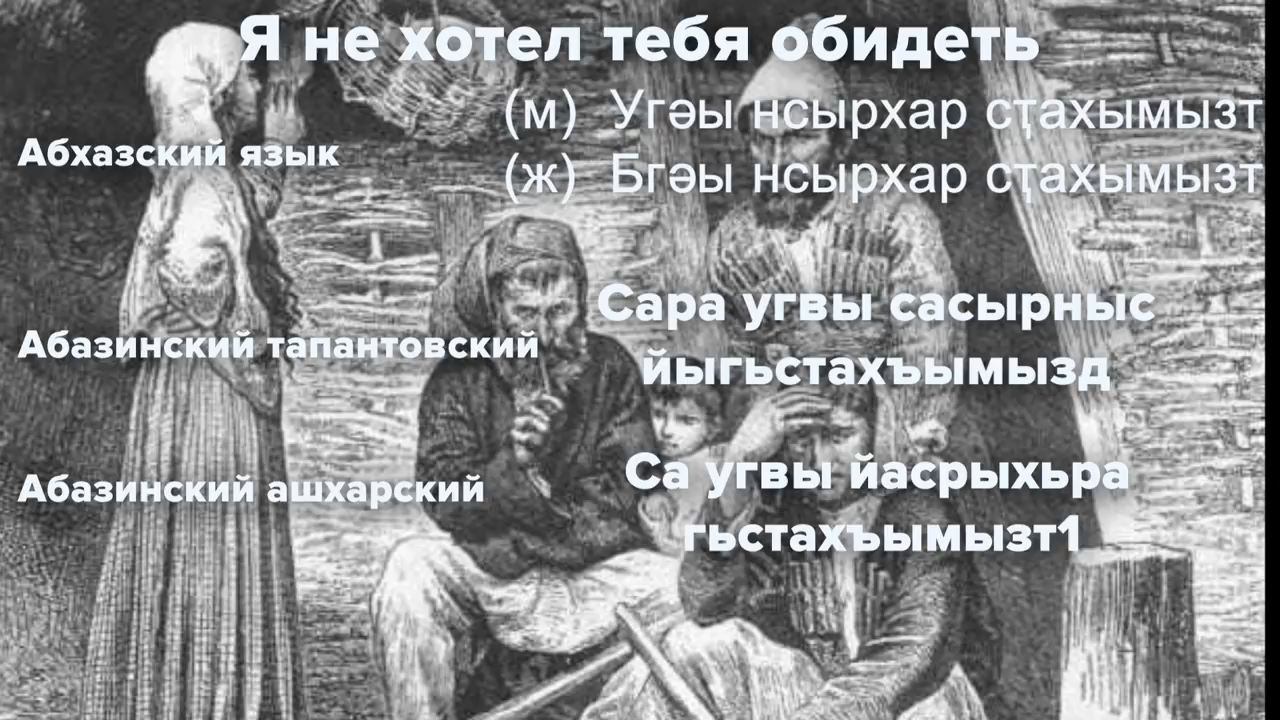 Я не хотел тебя обидеть
(м) Угәы нсырхар сҭахымызт
Абхазский язык
(ж) Бгәы нсырхар сҭахымызт
Сара угвы сасырныс
Абазинский тапантовский
йыгьстахъымызд
Са угвы йасрыхьра
Абазинский ашхарский
гьстахъымызт1